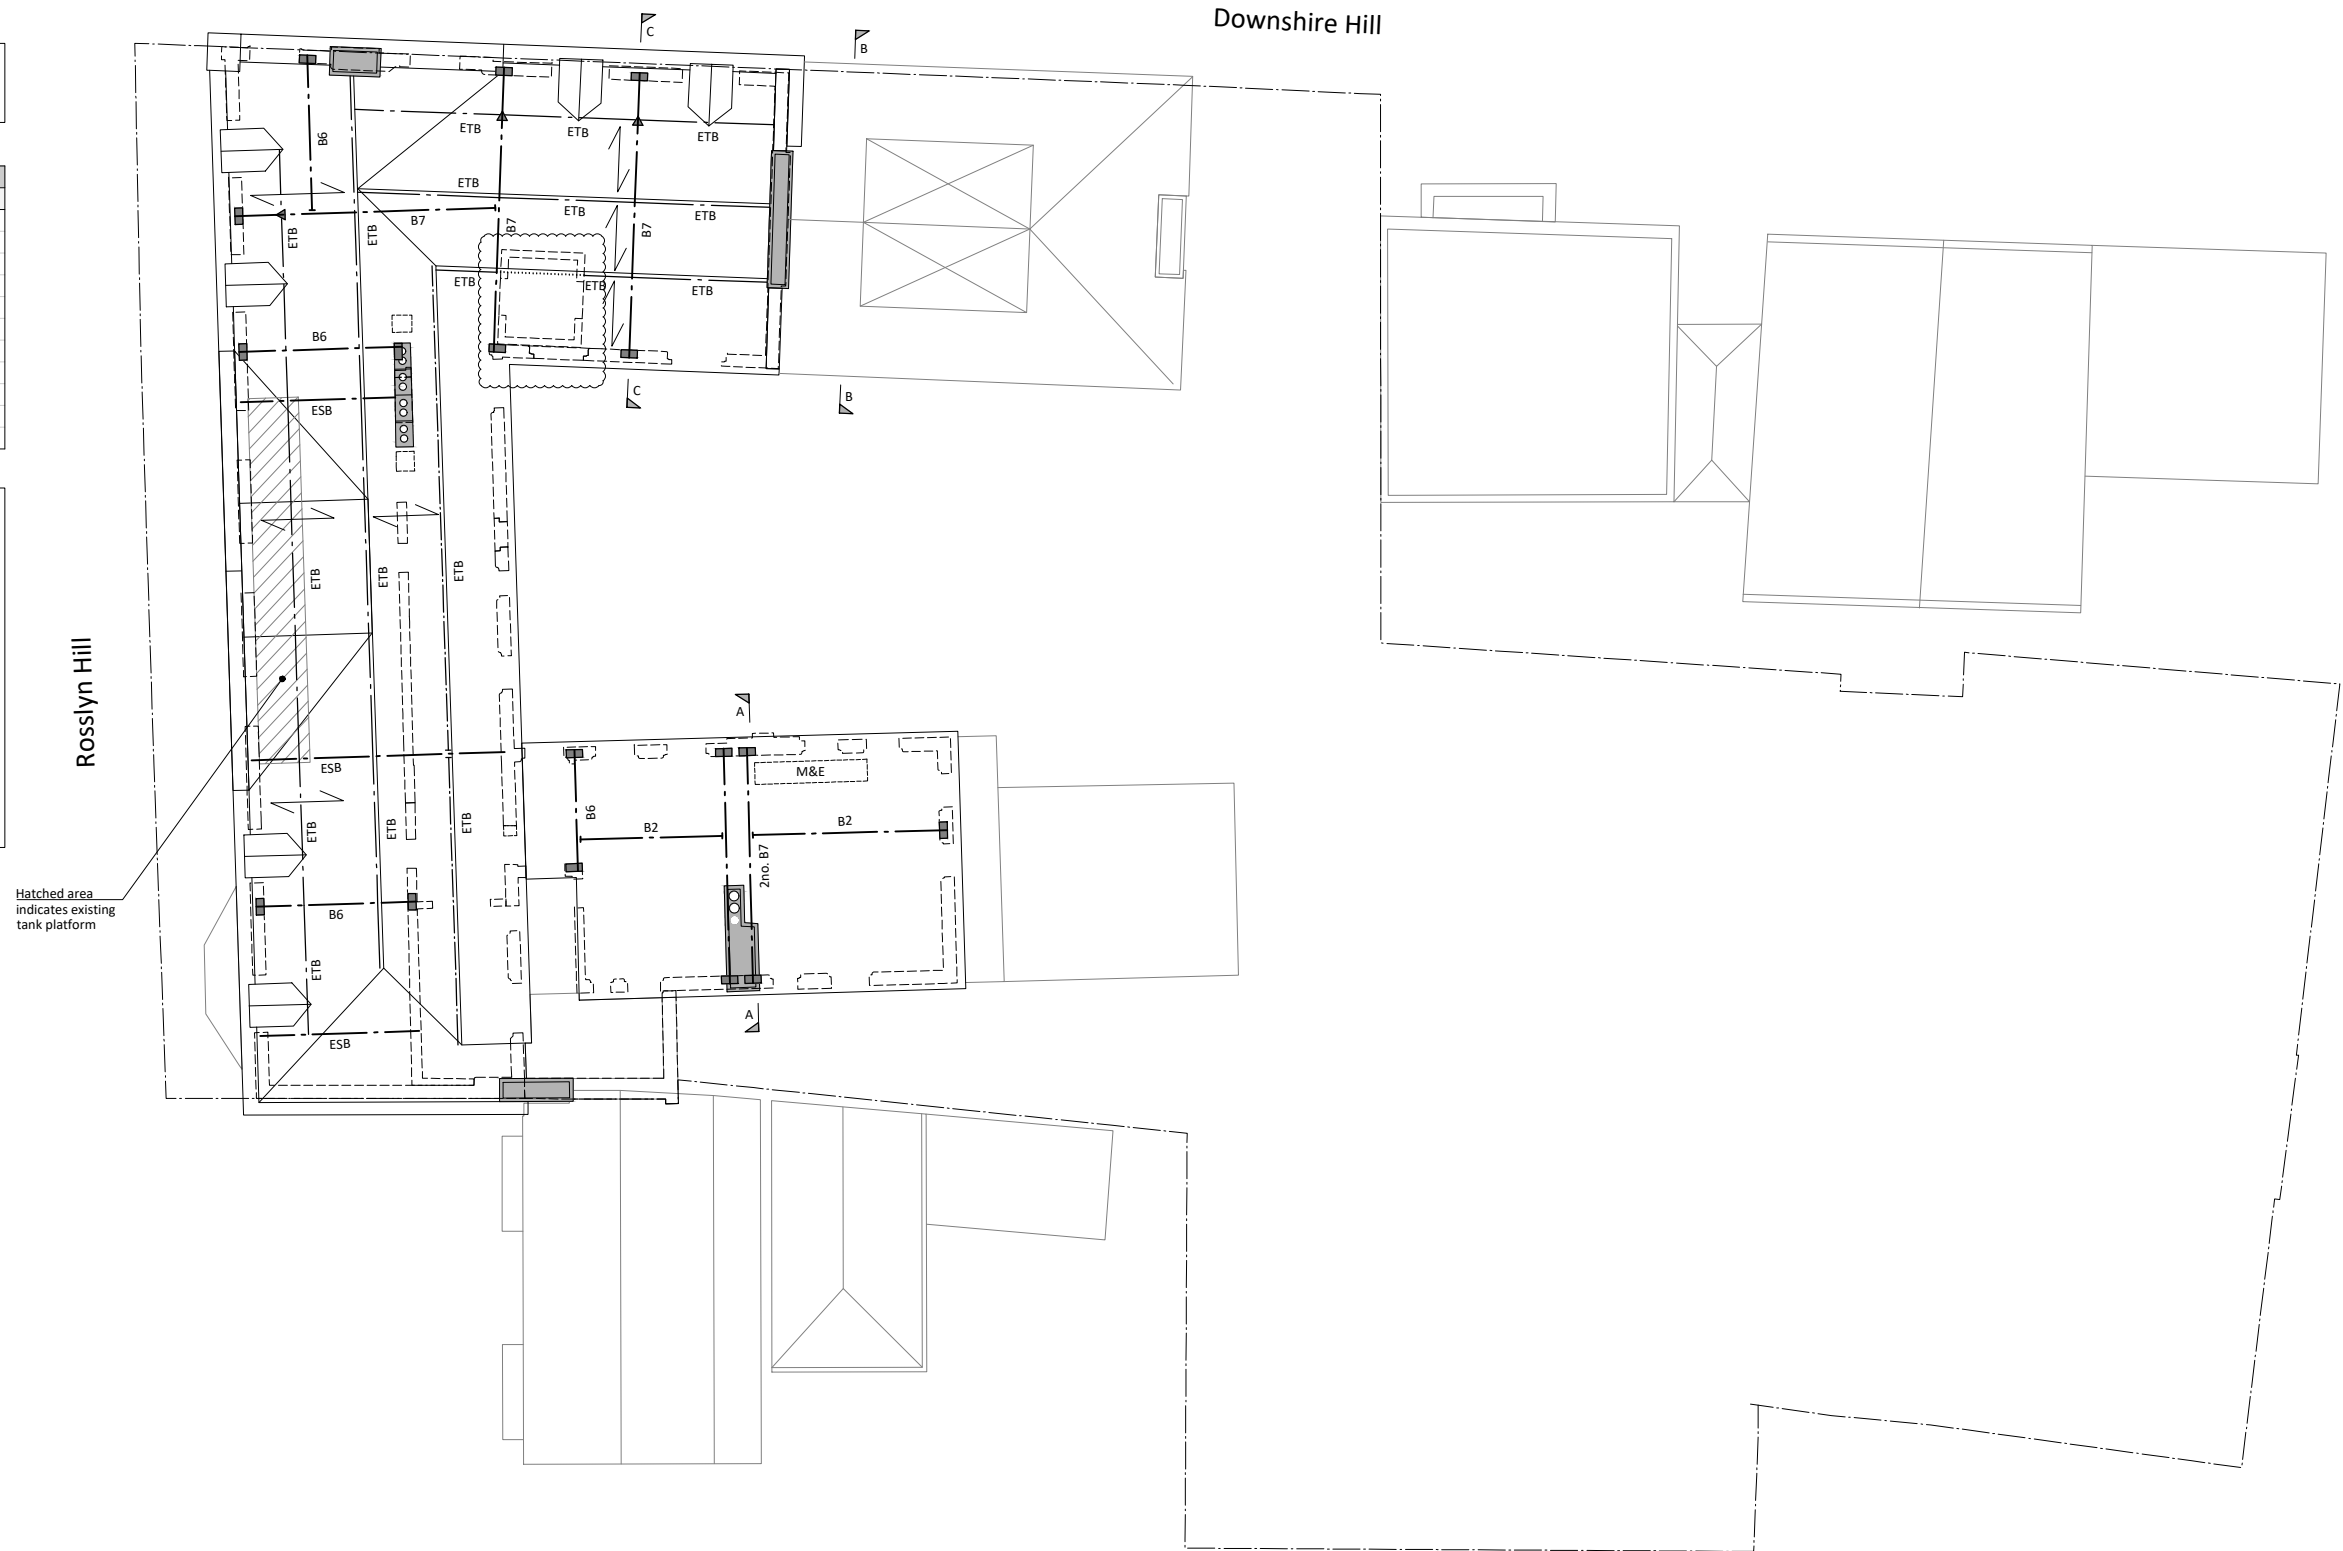 Downshire Hill
C
B
B6
ETB
ETB
ETB
ETB
ETB
ETB
B7
B7
B7
ETB
ETB
ETB
ETB
ETB
B6
C
B
ESB
ETB
ETB
ETB
Rosslyn Hill
A
ESB
M&E
B6
B2
B2
ETB
ETB
ETB
2no. B7
Hatched area
indicates existing
tank platform
B6
ETB
A
ESB